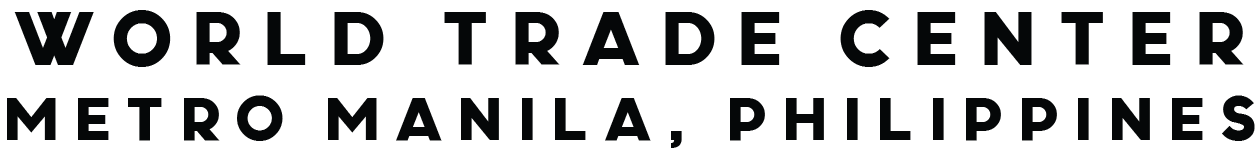 WORLD TRADE CENTER
METRO MANILA, PHILIPPINES